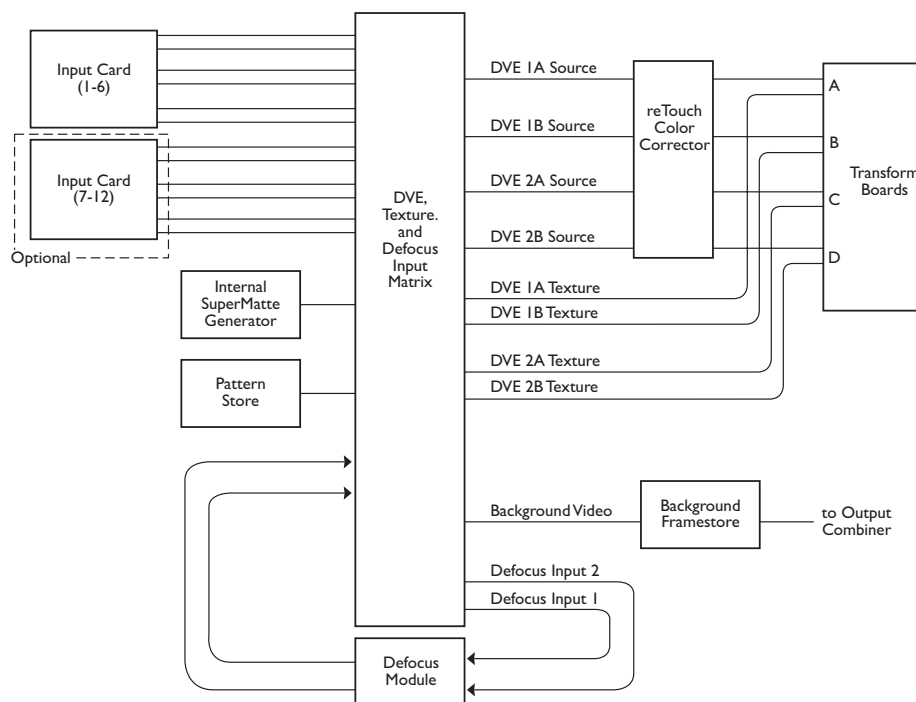 Input Card
(1-6)
Input Card
(7-12)
Optional
Internal
SuperMatte
Generator
Pattern
Store
DVE,
Texture.
and
Defocus
Input
Matrix
DVE 1A Source
DVE 1B Source
DVE 2A Source
DVE 2B Source
DVE 1A Texture
DVE 1B Texture
DVE 2A Texture
DVE 2B Texture
reTouch
Color
Corrector
A
B
C
D
Transform
Boards
Background Video
Background
Framestore
to Output
Combiner
Defocus Input 2
Defocus Input 1
Defocus
Module